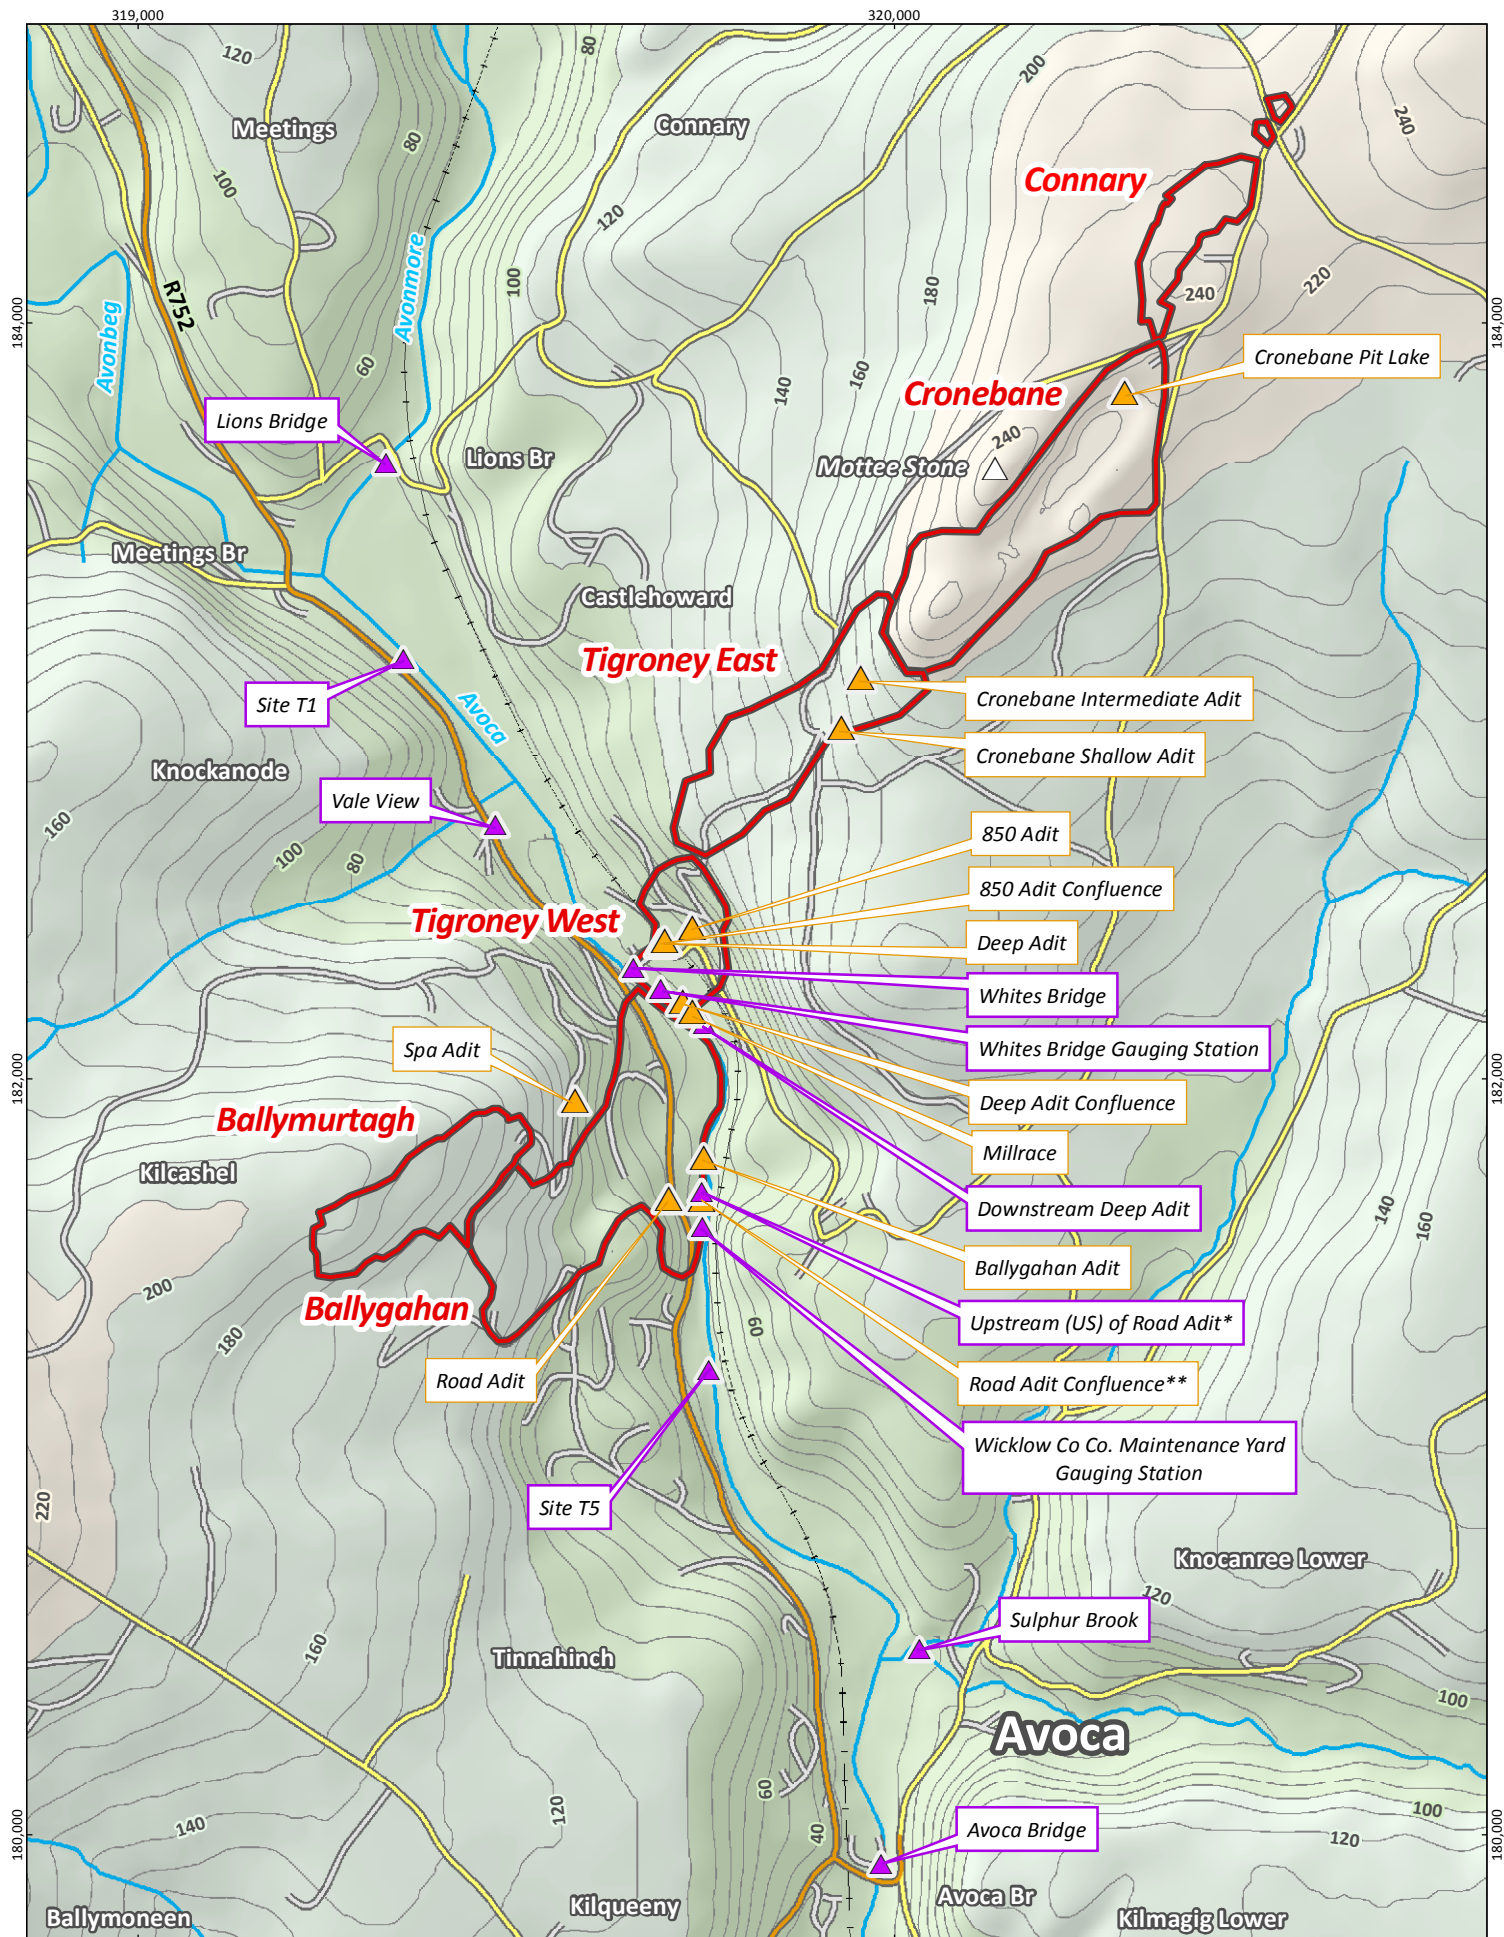 319,000
320,000
120
80
200
240
Meetings
Connary
80
Connary
100
120
Avonmore
220
100
180
240
Avonbeg
R752
184,000
184,000
Cronebane Pit Lake
60
160
140
Cronebane
Lions Bridge
240
Lions Br
Mottee Stone
Meetings Br
Castlehoward
Tigroney East
Site T1
Cronebane Intermediate Adit
Avoca
Cronebane Shallow Adit
Knockanode
Vale View
160
850 Adit
100
80
850 Adit Confluence
Tigroney West
Deep Adit
Whites Bridge
Spa Adit
Whites Bridge Gauging Station
182,000
182,000
Deep Adit Confluence
Ballymurtagh
Millrace
Kilcashel
Downstream Deep Adit
140
160
Ballygahan Adit
200
Ballygahan
Upstream (US) of Road Adit*
180
60
Road Adit
Road Adit Confluence**
Wicklow Co Co. Maintenance Yard
Gauging Station
220
Site T5
Knocanree Lower
120
Sulphur Brook
160
Tinnahinch
100
Avoca
60
120
100
140
40
Avoca Bridge
120
180,000
180,000
Avoca Br
Kilqueeny
Ballymoneen
Kilmagig Lower